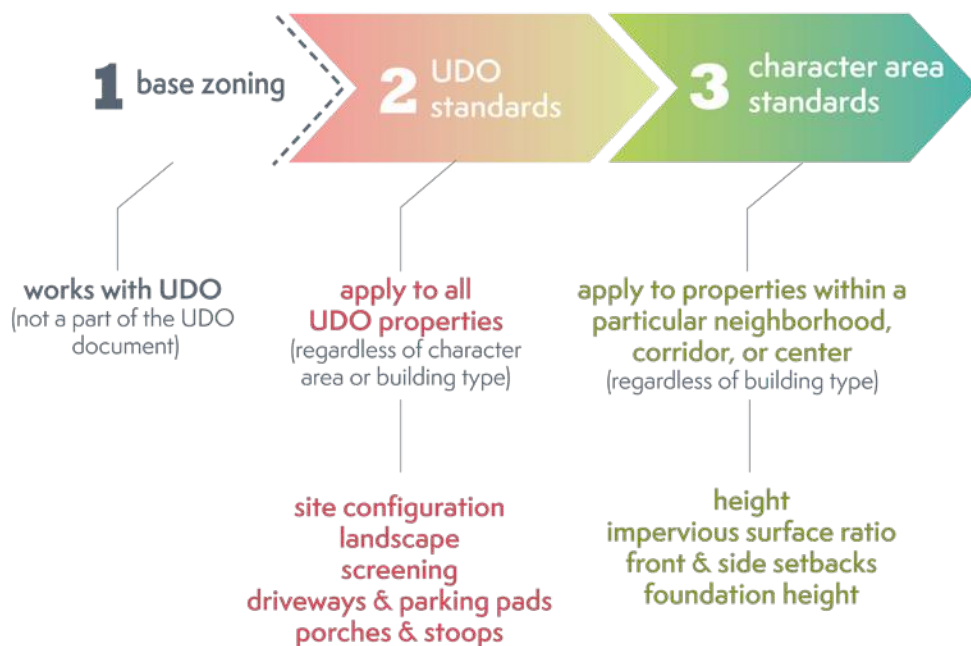 1 base zoning
2 UDO
standards
3 character area
standards
works with UDO
(not a part of the UDO
document)
apply to all
UDO properties
(regardless of character
area or building type)
apply to properties within a
particular neighborhood,
corridor, or center
(regardless of building type)
site configuration
landscape
screening
driveways & parking pads
porches & stoops
height
impervious surface ratio
front & side setbacks
foundation height